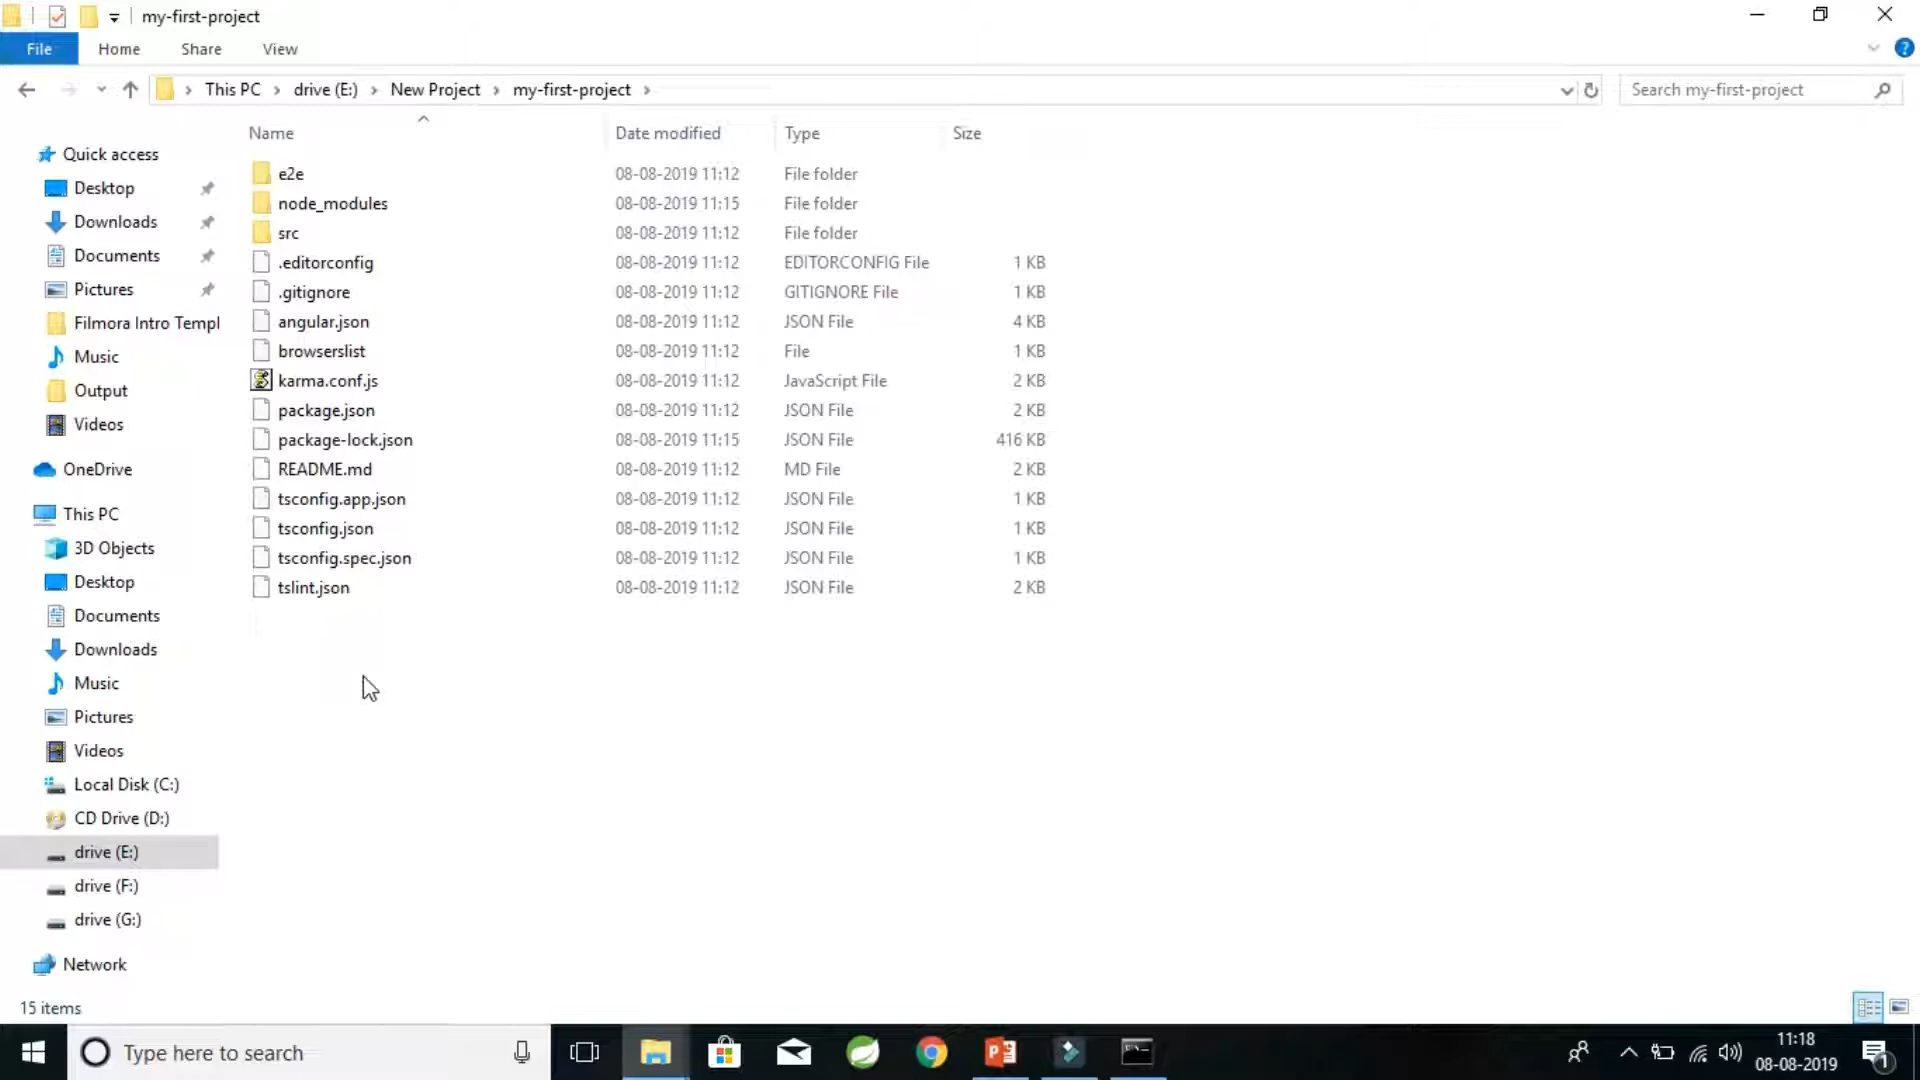 my-first-project
File Home Share View
This PC drive (E:) New Project my-first-project
Search my-first-project
Name Date modified Type Size
Quick access
Desktop
Downloads
Documents
Pictures
Filmora Intro Templ
Music
Output
Videos
OneDrive
This PC
3D Objects
Desktop
Documents
Downloads
Music
Pictures
Videos
Local Disk (C:)
CD Drive (D:)
drive (E:)
drive (F:)
drive (G:)
Network
e2e 08-08-2019 11:12 File folder
node_modules 08-08-2019 11:15 File folder
src 08-08-2019 11:12 File folder
.editorconfig 08-08-2019 11:12 EDITORCONFIG File 1 KB
.gitignore 08-08-2019 11:12 GITIGNORE File 1 KB
angular.json 08-08-2019 11:12 JSON File 4 KB
browserslist 08-08-2019 11:12 File 1 KB
karma.conf.js 08-08-2019 11:12 JavaScript File 2 KB
package.json 08-08-2019 11:12 JSON File 2 KB
package-lock.json 08-08-2019 11:15 JSON File 416 KB
README.md 08-08-2019 11:12 MD File 2 KB
tsconfig.app.json 08-08-2019 11:12 JSON File 1 KB
tsconfig.json 08-08-2019 11:12 JSON File 1 KB
tsconfig.spec.json 08-08-2019 11:12 JSON File 1 KB
tslint.json 08-08-2019 11:12 JSON File 2 KB
15 items
Type here to search
11:18
08-08-2019
1